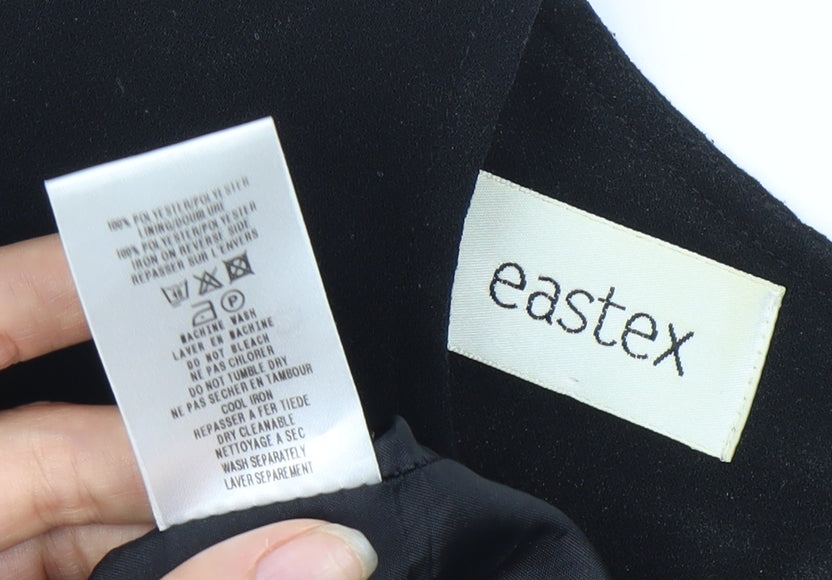 100% POLYESTER/POLYESTER
LINING/DOUBLURE
100% POLYESTER/POLYESTER
IRON ON REVERSE SIDE
REPASSER SUR L'ENVERS
P
MACHINE WASH
LAVER EN MACHINE
DO NOT BLEACH
NE PAS CHLORER
DO NOT TUMBLE DRY
NE PAS SECHER EN TAMBOUR
COOL IRON
REPASSER A FER TIEDE
DRY CLEANABLE
NETTOYAGE A SEC
WASH SEPARATELY
LAVER SEPAREMENT
eastex